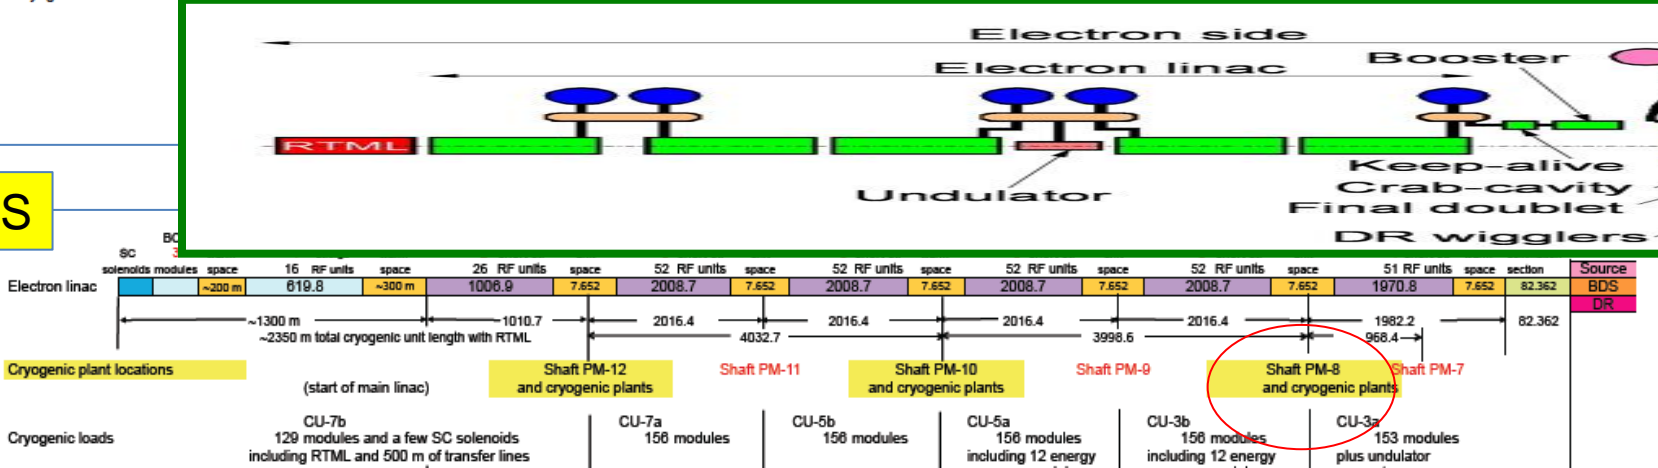 Electron side
Electron linac
Booster
RTML
Undulator
Keep-alive
Crab-cavity
Final doublet
DR wigglers
S
SC
solenoids modules space 16 RF units space 26 RF units space 52 RF units space 52 RF units space 52 RF units space 52 RF units space 51 RF units space section
Electron linac ~200 m 619.8 ~300 m 1006.9 7.652 2008.7 7.652 2008.7 7.652 2008.7 7.652 2008.7 7.652 1970.8 7.652 82.362
Source
BDS
DR
~1300 m 1010.7 2016.4 2016.4 2016.4 2016.4 1982.2 82.362
~2350 m total cryogenic unit length with RTML 4032.7 3998.6 968.4
Cryogenic plant locations Shaft PM-12 Shaft PM-11 Shaft PM-10 Shaft PM-9 Shaft PM-8 Shaft PM-7
(start of main linac) and cryogenic plants and cryogenic plants and cryogenic plants
CU-7b CU-7a CU-5b CU-5a CU-3b CU-3a
Cryogenic loads 129 modules and a few SC solenoids 156 modules 156 modules 156 modules 156 modules 153 modules
including RTML and 500 m of transfer lines including 12 energy including 12 energy plus undulator